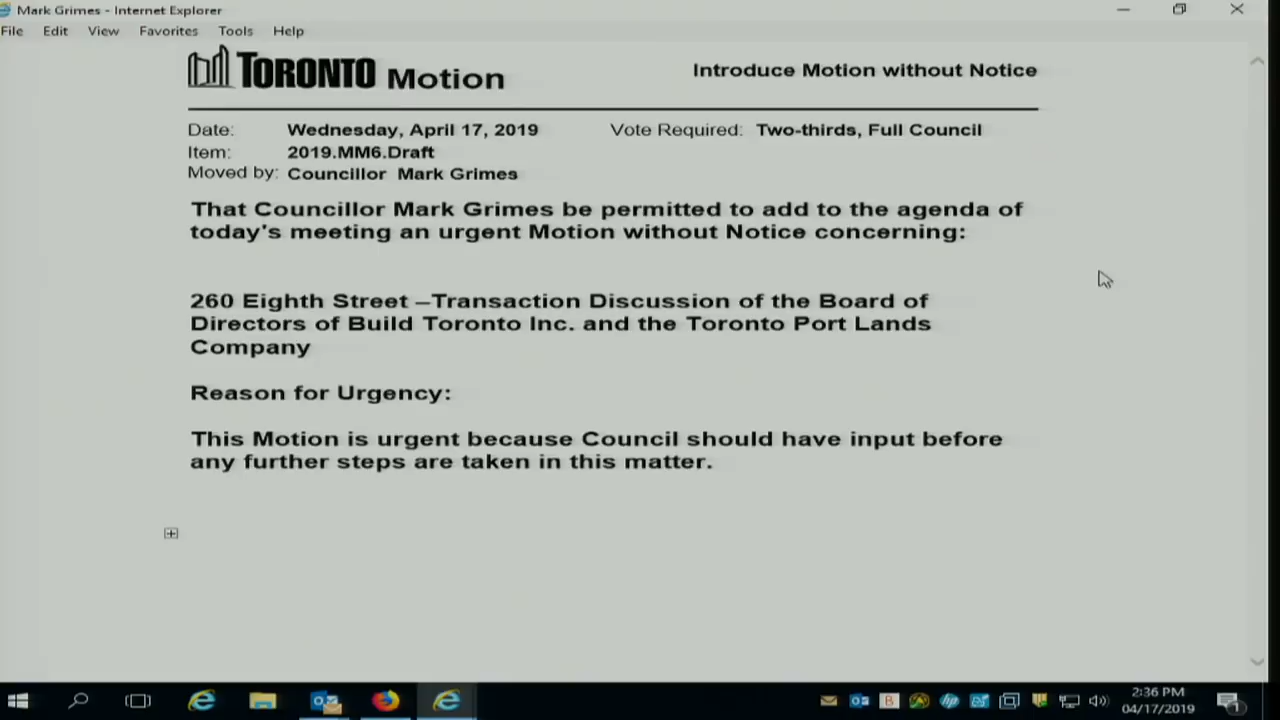 Mark Grimes - Internet Explorer
File Edit View Favorites Tools Help
TORONTO Motion
Introduce Motion without Notice
Date: Wednesday, April 17, 2019 Vote Required: Two-thirds, Full Council
Item: 2019.MM6.Draft
Moved by: Councillor Mark Grimes
That Councillor Mark Grimes be permitted to add to the agenda of
today's meeting an urgent Motion without Notice concerning:
260 Eighth Street –Transaction Discussion of the Board of
Directors of Build Toronto Inc. and the Toronto Port Lands
Company
Reason for Urgency:
This Motion is urgent because Council should have input before
any further steps are taken in this matter.
2:36 PM
04/17/2019